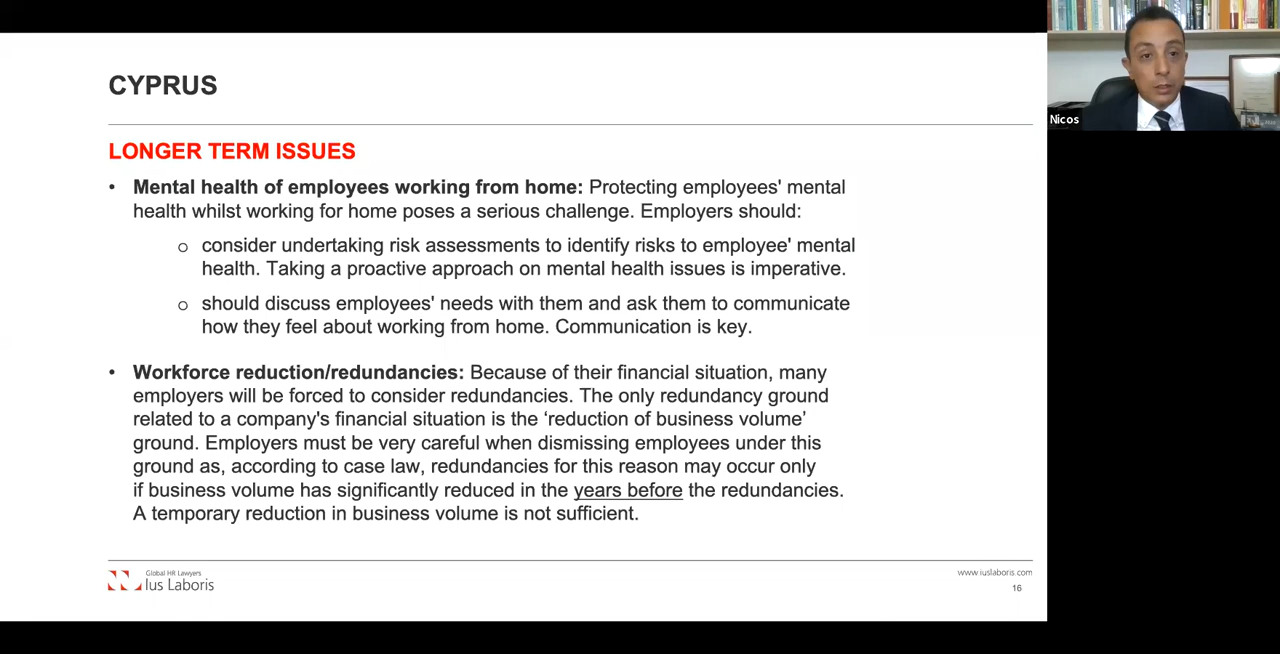 CYPRUS
LONGER TERM ISSUES
• Mental health of employees working from home: Protecting employees' mental
health whilst working for home poses a serious challenge. Employers should:
o consider undertaking risk assessments to identify risks to employee' mental
health. Taking a proactive approach on mental health issues is imperative.
o should discuss employees' needs with them and ask them to communicate
how they feel about working from home. Communication is key.
• Workforce reduction/redundancies: Because of their financial situation, many
employers will be forced to consider redundancies. The only redundancy ground
related to a company's financial situation is the ‘reduction of business volume’
ground. Employers must be very careful when dismissing employees under this
ground as, according to case law, redundancies for this reason may occur only
if business volume has significantly reduced in the years before the redundancies.
A temporary reduction in business volume is not sufficient.
Global HR Lawyers
Ius Laboris
www.iuslaboris.com
16
Nicos